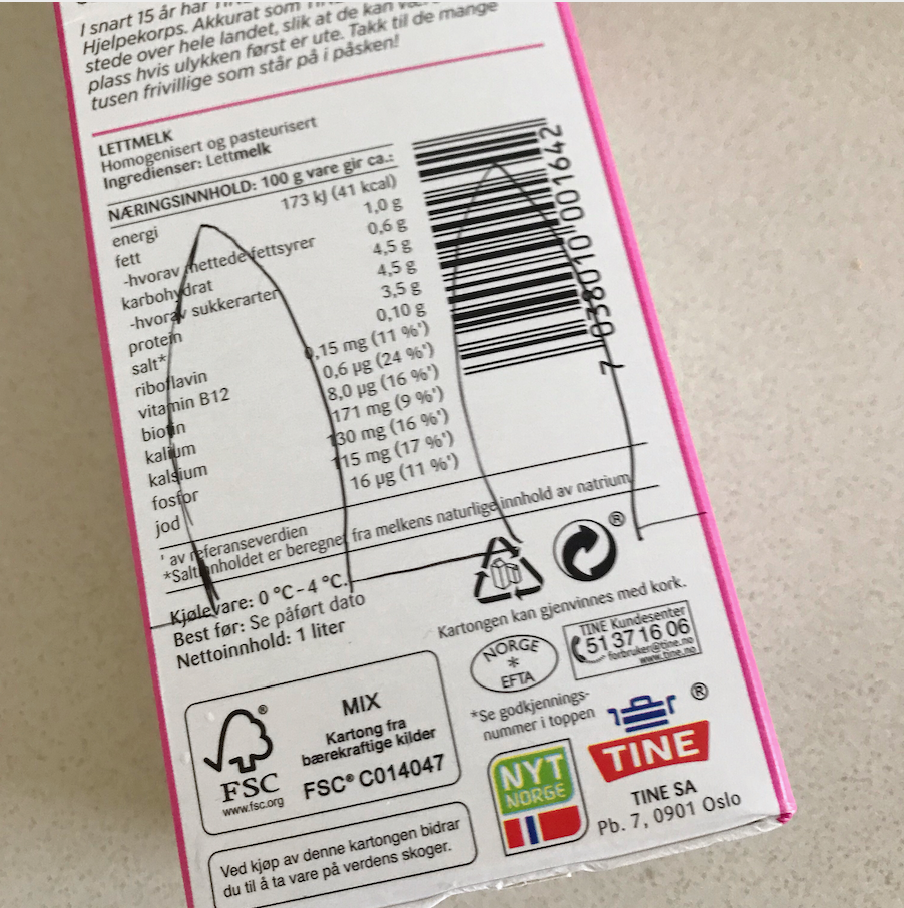 I snart 15 år har
Hjelpekorps. Akkurat som
stede over hele landet, slik at de kan
plass hvis ulykken først er ute. Takk til de mange
tusen frivillige som står på i påsken!
LETTMELK
Homogenisert og pasteurisert
Ingredienser: Lettmelk
NÆRINGSINNHOLD: 100 g vare gir ca.:
energi 173 kJ (41 kcal)
fett 1,0 g
-hvorav mettede fettsyrer 0,6 g
karbohydrat 4,5 g
-hvorav sukkerarter 4,5 g
protein 3,5 g
salt* 0,10 g
riboflavin 0,15 mg (11 %¹)
vitamin B12 0,6 µg (24 %¹)
biotin 8,0 µg (16 %¹)
kalium 171 mg (9 %¹)
kalsium 130 mg (16 %¹)
fosfor 115 mg (17 %¹)
jod 16 µg (11 %¹)
¹ av referanseverdien
*Saltinnholdet er beregnet fra melkens naturlige innhold av natrium
7 038010 001642
Kjølevare: 0 °C-4 °C.
Best før: Se påført dato
Nettoinnhold: 1 liter
®
Kartongen kan gjenvinnes med kork.
NORGE
*
EFTA
TINE Kundesenter
51 37 16 06
forbruker@tine.no
www.tine.no
*Se godkjennings-
nummer i toppen
®
FSC
www.fsc.org
MIX
Kartong fra
bærekraftige kilder
FSC® C014047
NYT
NORGE
®
TINE
TINE SA
Pb. 7, 0901 Oslo
Ved kjøp av denne kartongen bidrar
du til å ta vare på verdens skoger.